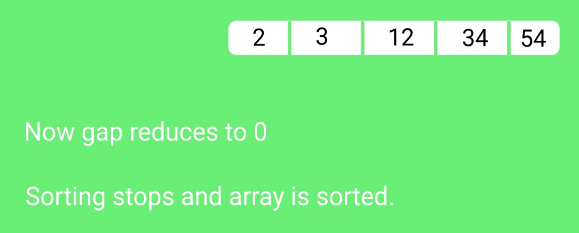 2 3 12 34 54
Now gap reduces to 0
Sorting stops and array is sorted.